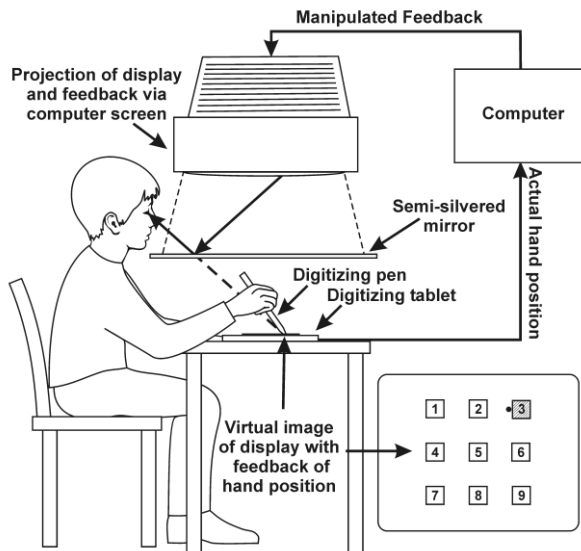 Manipulated Feedback
Projection of display
and feedback via
computer screen
Computer
Actual hand position
Semi-silvered
mirror
Digitizing pen
Digitizing tablet
Virtual image
of display with
feedback of
hand position
1 2 3
4 5 6
7 8 9